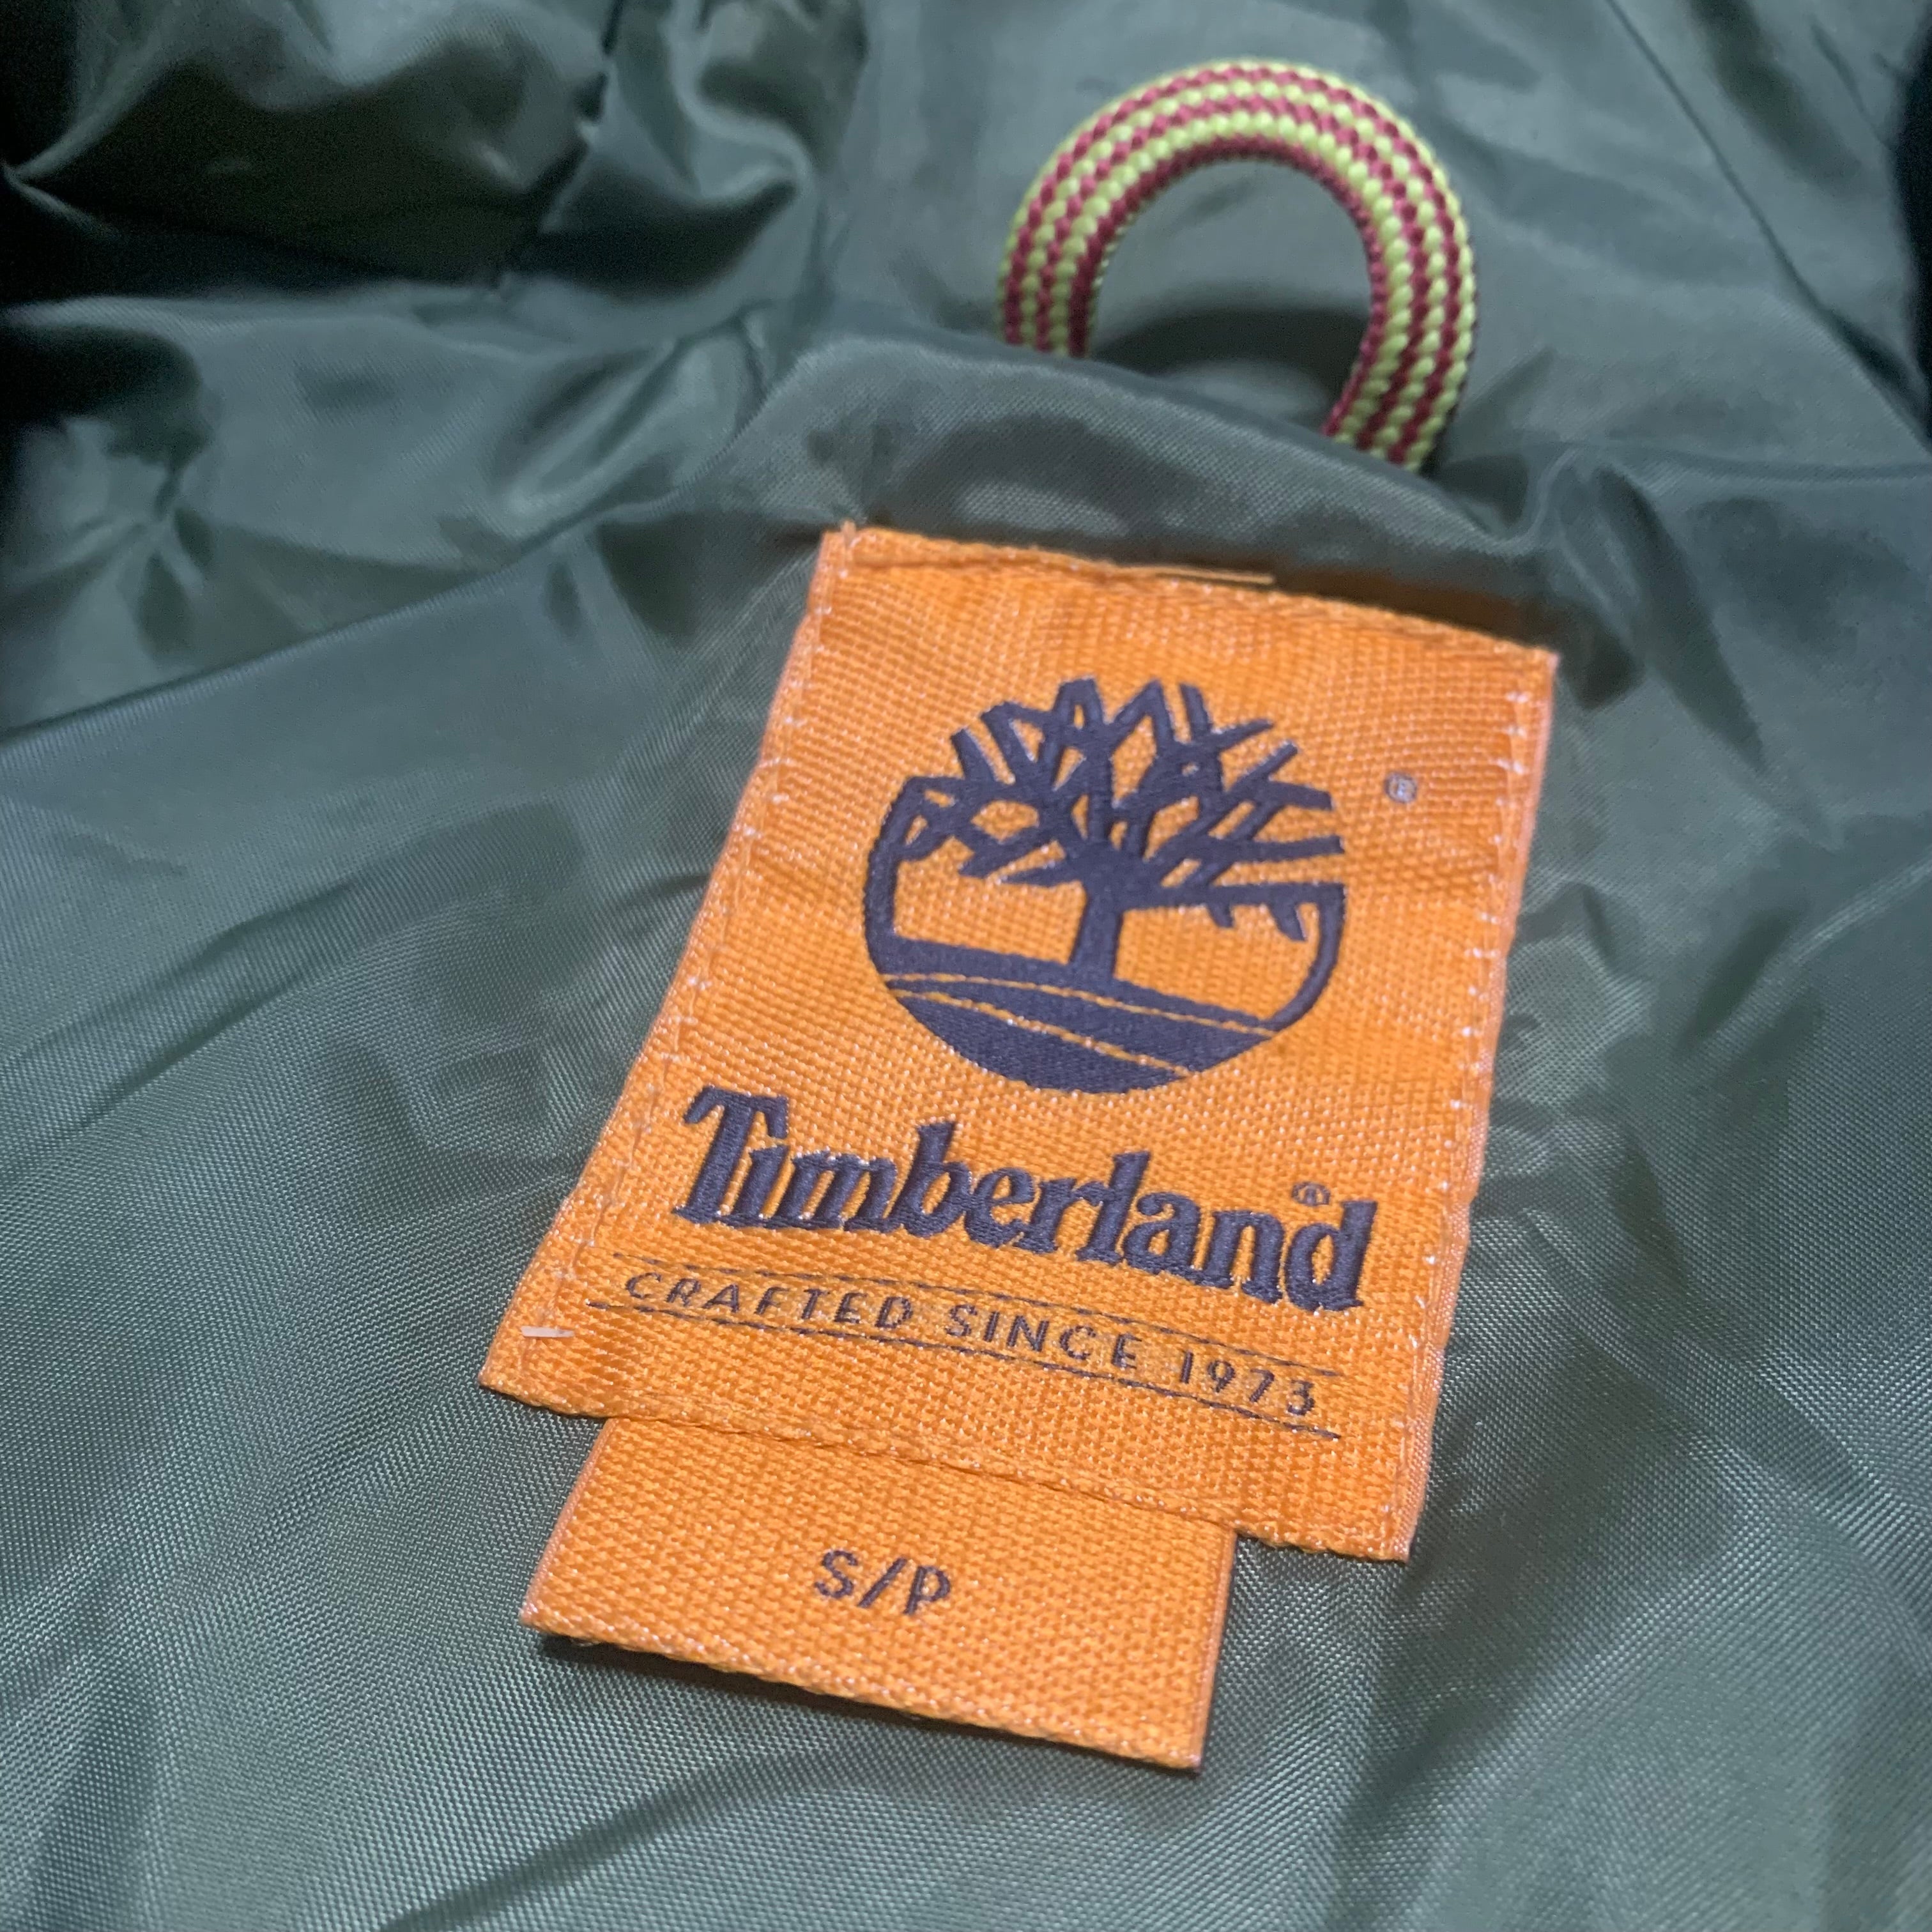 ®
Timberland®
CRAFTED SINCE 1973
S/P